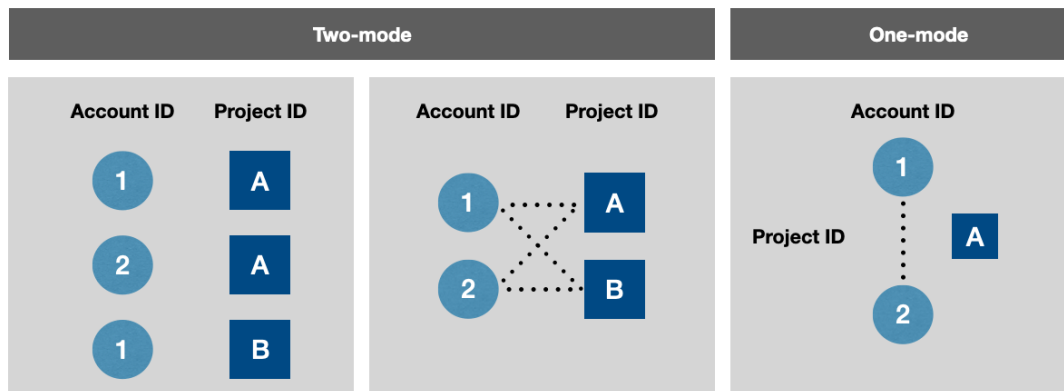 Two-mode
One-mode
Account ID Project ID
1 A
2 A
1 B
Account ID Project ID
1 A
2 B
Account ID
1
Project ID A
2